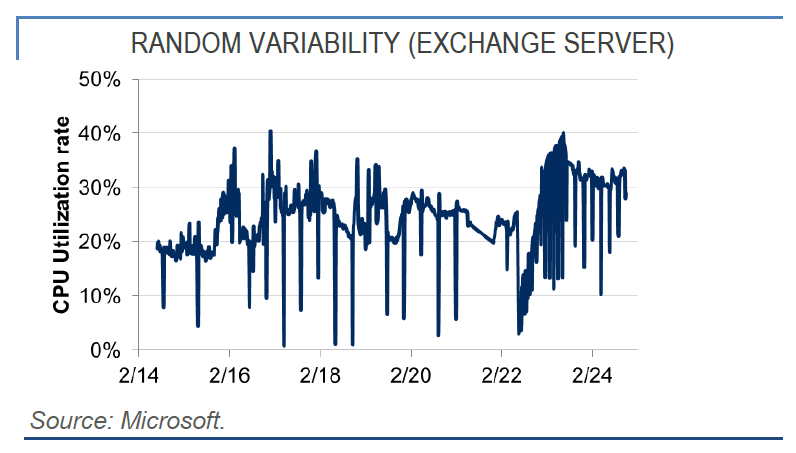 RANDOM VARIABILITY (EXCHANGE SERVER)
50%
40%
30%
20%
10%
0%
CPU Utilization rate
2/14 2/16 2/18 2/20 2/22 2/24
Source: Microsoft.